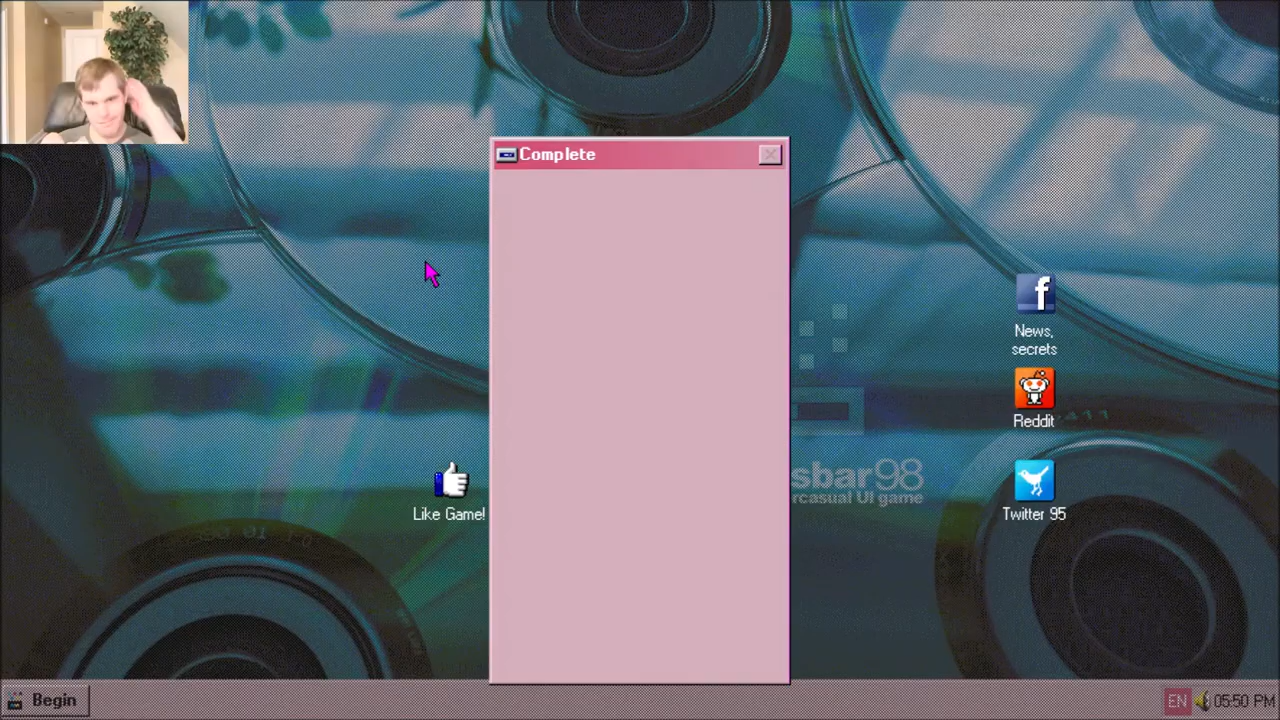 Complete
News,
secrets
Reddit
Like Game!
sbar98
rcasual UI game
Twitter 95
Begin
EN
05:50 PM